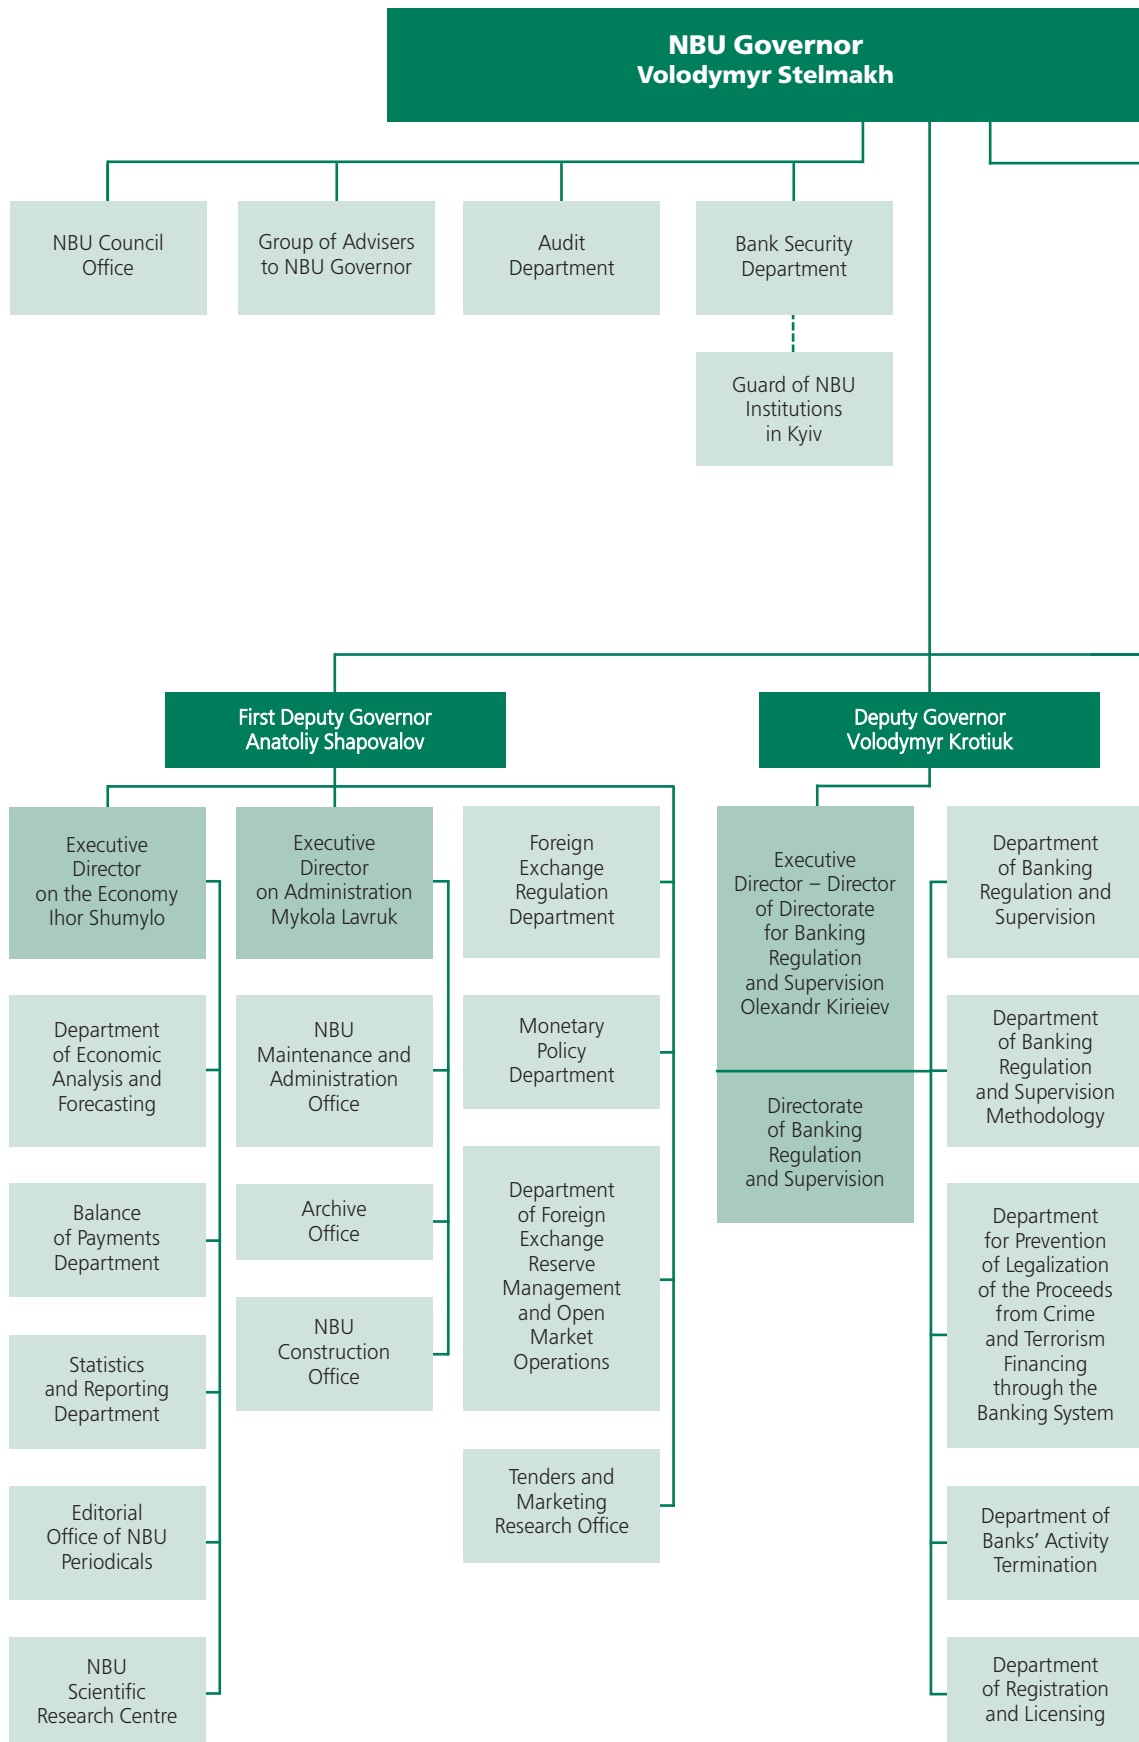 NBU Governor
Volodymyr Stelmakh
NBU Council
Office
Group of Advisers
to NBU Governor
Audit
Department
Bank Security
Department
Guard of NBU
Institutions
in Kyiv
First Deputy Governor
Anatoliy Shapovalov
Deputy Governor
Volodymyr Krotiuk
Executive
Director
on the Economy
Ihor Shumylo
Department
of Economic
Analysis and
Forecasting
Balance
of Payments
Department
Statistics
and Reporting
Department
Editorial
Office of NBU
Periodicals
NBU
Scientific
Research Centre
Executive
Director
on Administration
Mykola Lavruk
NBU
Maintenance and
Administration
Office
Archive
Office
NBU
Construction
Office
Foreign
Exchange
Regulation
Department
Monetary
Policy
Department
Department
of Foreign
Exchange
Reserve
Management
and Open
Market
Operations
Tenders and
Marketing
Research Office
Executive
Director – Director
of Directorate
for Banking
Regulation
and Supervision
Olexandr Kirieiev
Directorate
of Banking
Regulation
and Supervision
Department
of Banking
Regulation and
Supervision
Department
of Banking
Regulation
and Supervision
Methodology
Department
for Prevention
of Legalization
of the Proceeds
from Crime
and Terrorism
Financing
through the
Banking System
Department of
Banks’ Activity
Termination
Department
of Registration
and Licensing